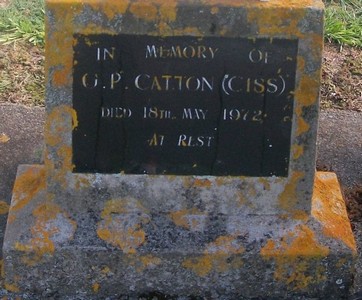 IN MEMORY OF
G.P. CATTON (CISS)
DIED 18TH. MAY 1972
AT REST